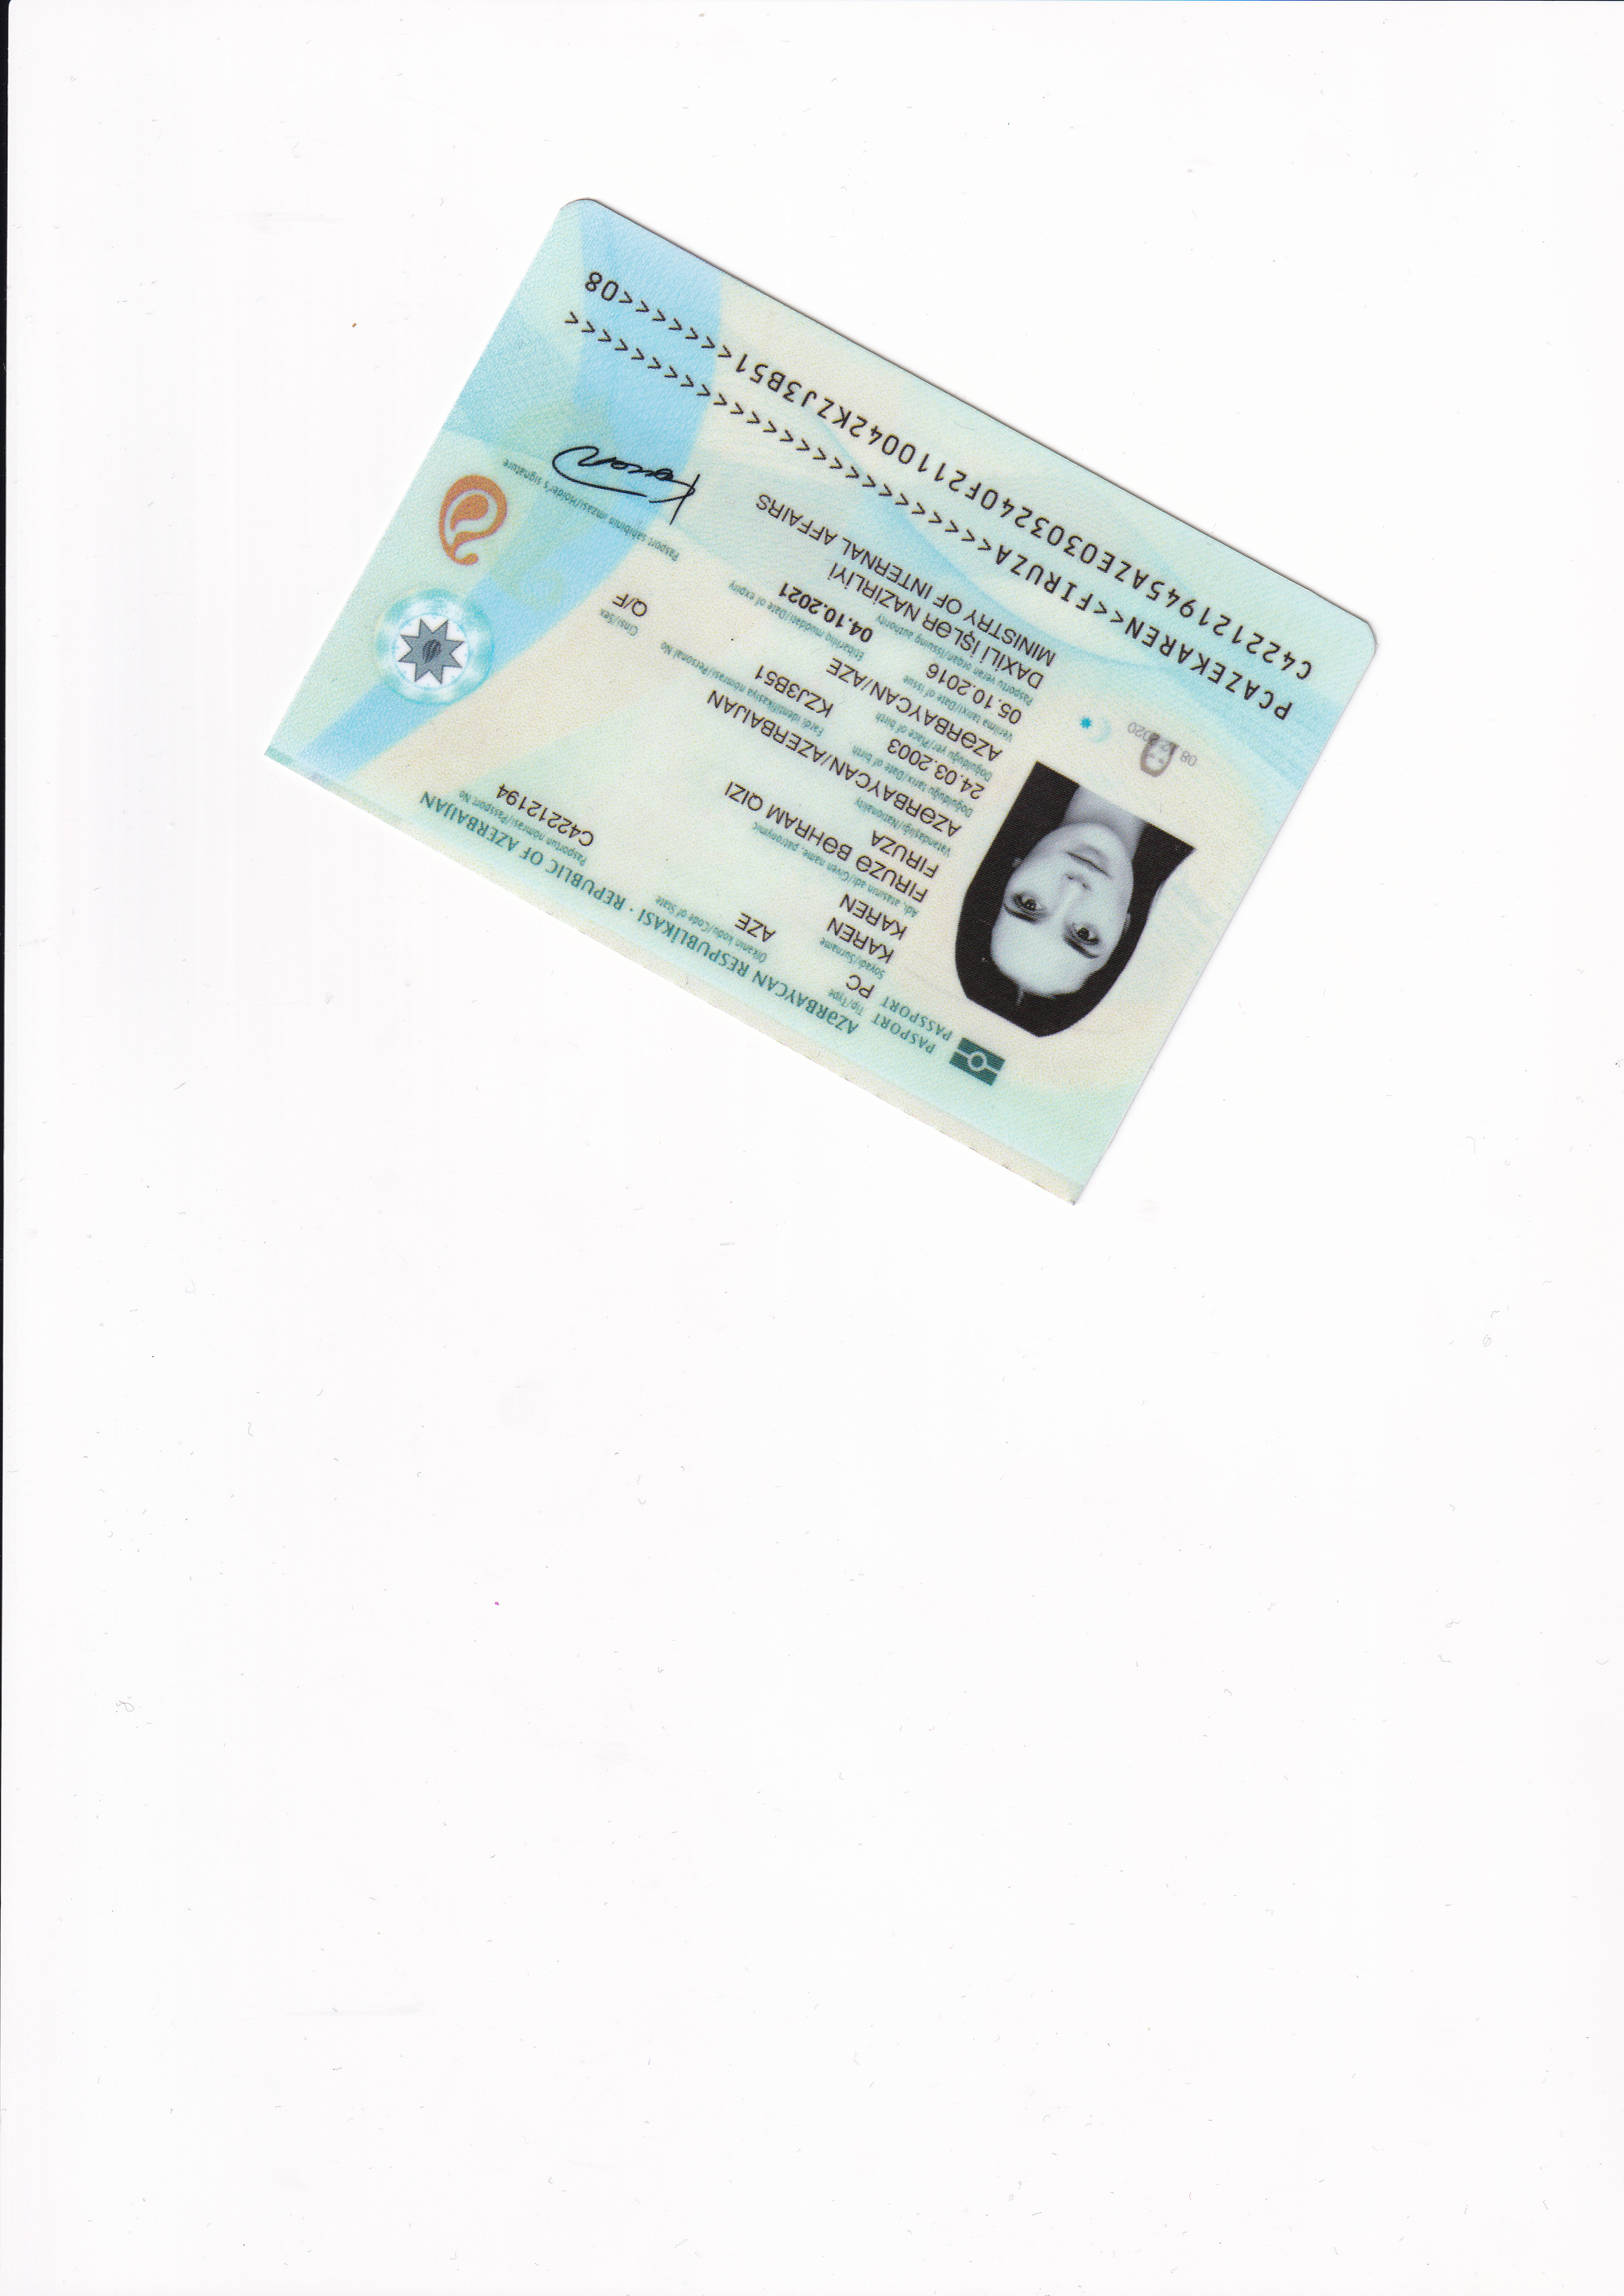 AZƏRBAYCAN RESPUBLİKASI · REPUBLIC OF AZERBAIJAN
PASPORT
PASSPORT
Tip/Type
PC
Ölkənin kodu/Code of State
AZE
Pasportun nömrəsi/Passport No
C42212194
Soyadı/Surname
KAREN
KAREN
Adı, atasının adı/Given name, patronymic
FIRUZƏ BƏHRAM QIZI
FIRUZA
Vətəndaşlığı/Nationality
AZƏRBAYCAN/AZERBAIJAN
Doğulduğu tarix/Date of birth
24.03.2003
Fərdi identifikasiya nömrəsi/Personal No
KZJ3B51
Doğulduğu yer/Place of birth
AZƏRBAYCAN/AZE
Cinsi/Sex
Q/F
Verilmə tarixi/Date of issue
05.10.2016
Etibarlılıq müddəti/Date of expiry
04.10.2021
Pasportu verən orqan/Issuing authority
DAXİLİ İŞLƏR NAZİRLİYİ
MINISTRY OF INTERNAL AFFAIRS
Pasport sahibinin imzası/Holder's signature
PCAZEKAREN<<FIRUZA<<<<<<<<<<<<<<<<<<<<<<<<<<
C422121945AZE0303240F2110042KZJ3B51<<<<<<<08